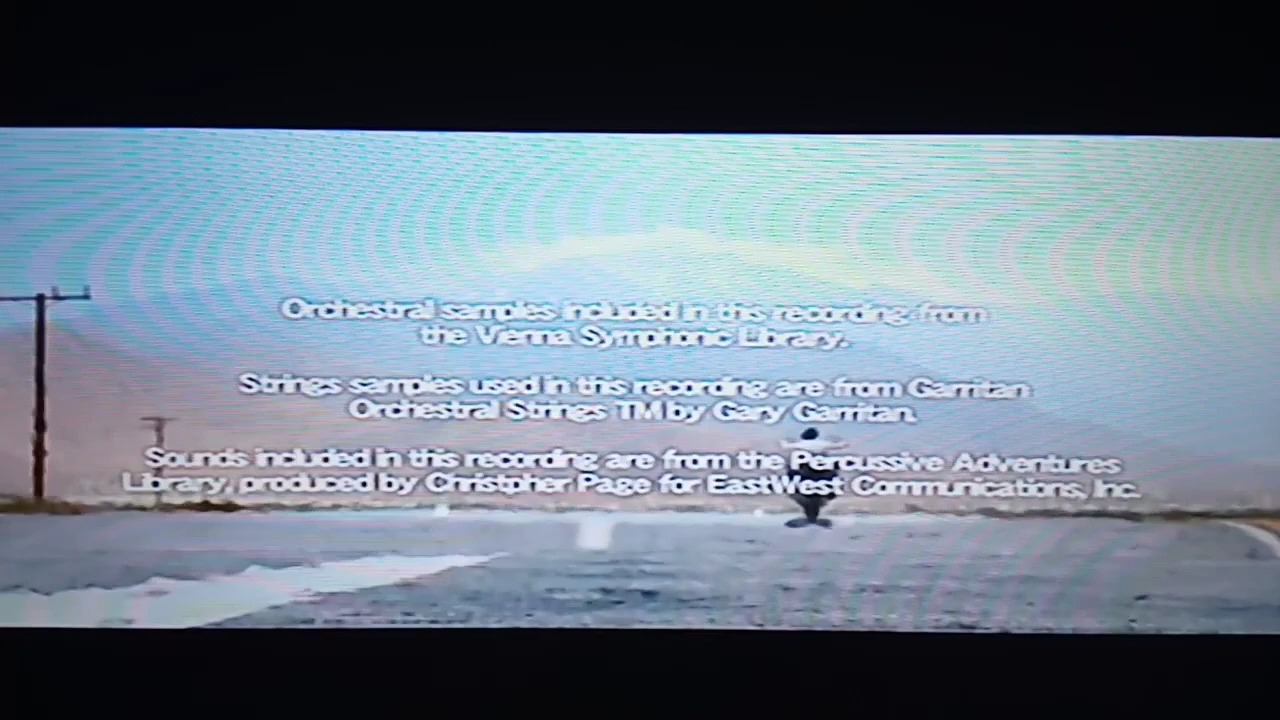 Orchestral samples included in this recording from
the Vienna Symphonic Library.
Strings samples used in this recording are from Garritan
Orchestral Strings TM by Gary Garritan.
Sounds included in this recording are from the Percussive Adventures
Library, produced by Christpher Page for EastWest Communications, Inc.